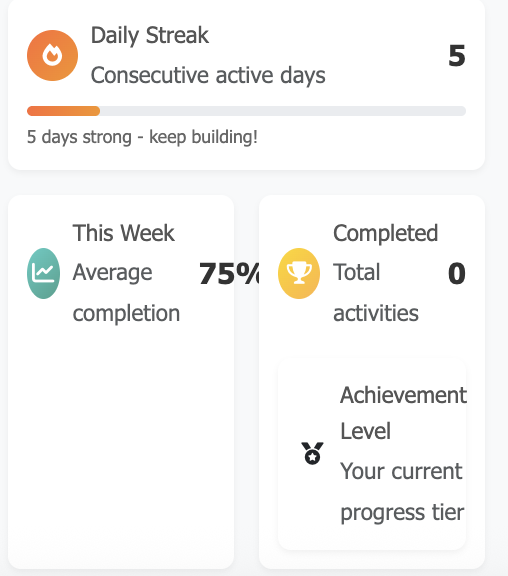 Daily Streak
Consecutive active days
5
5 days strong - keep building!
This Week
Average
completion
75%
Completed
Total
activities
0
Achievement
Level
Your current
progress tier